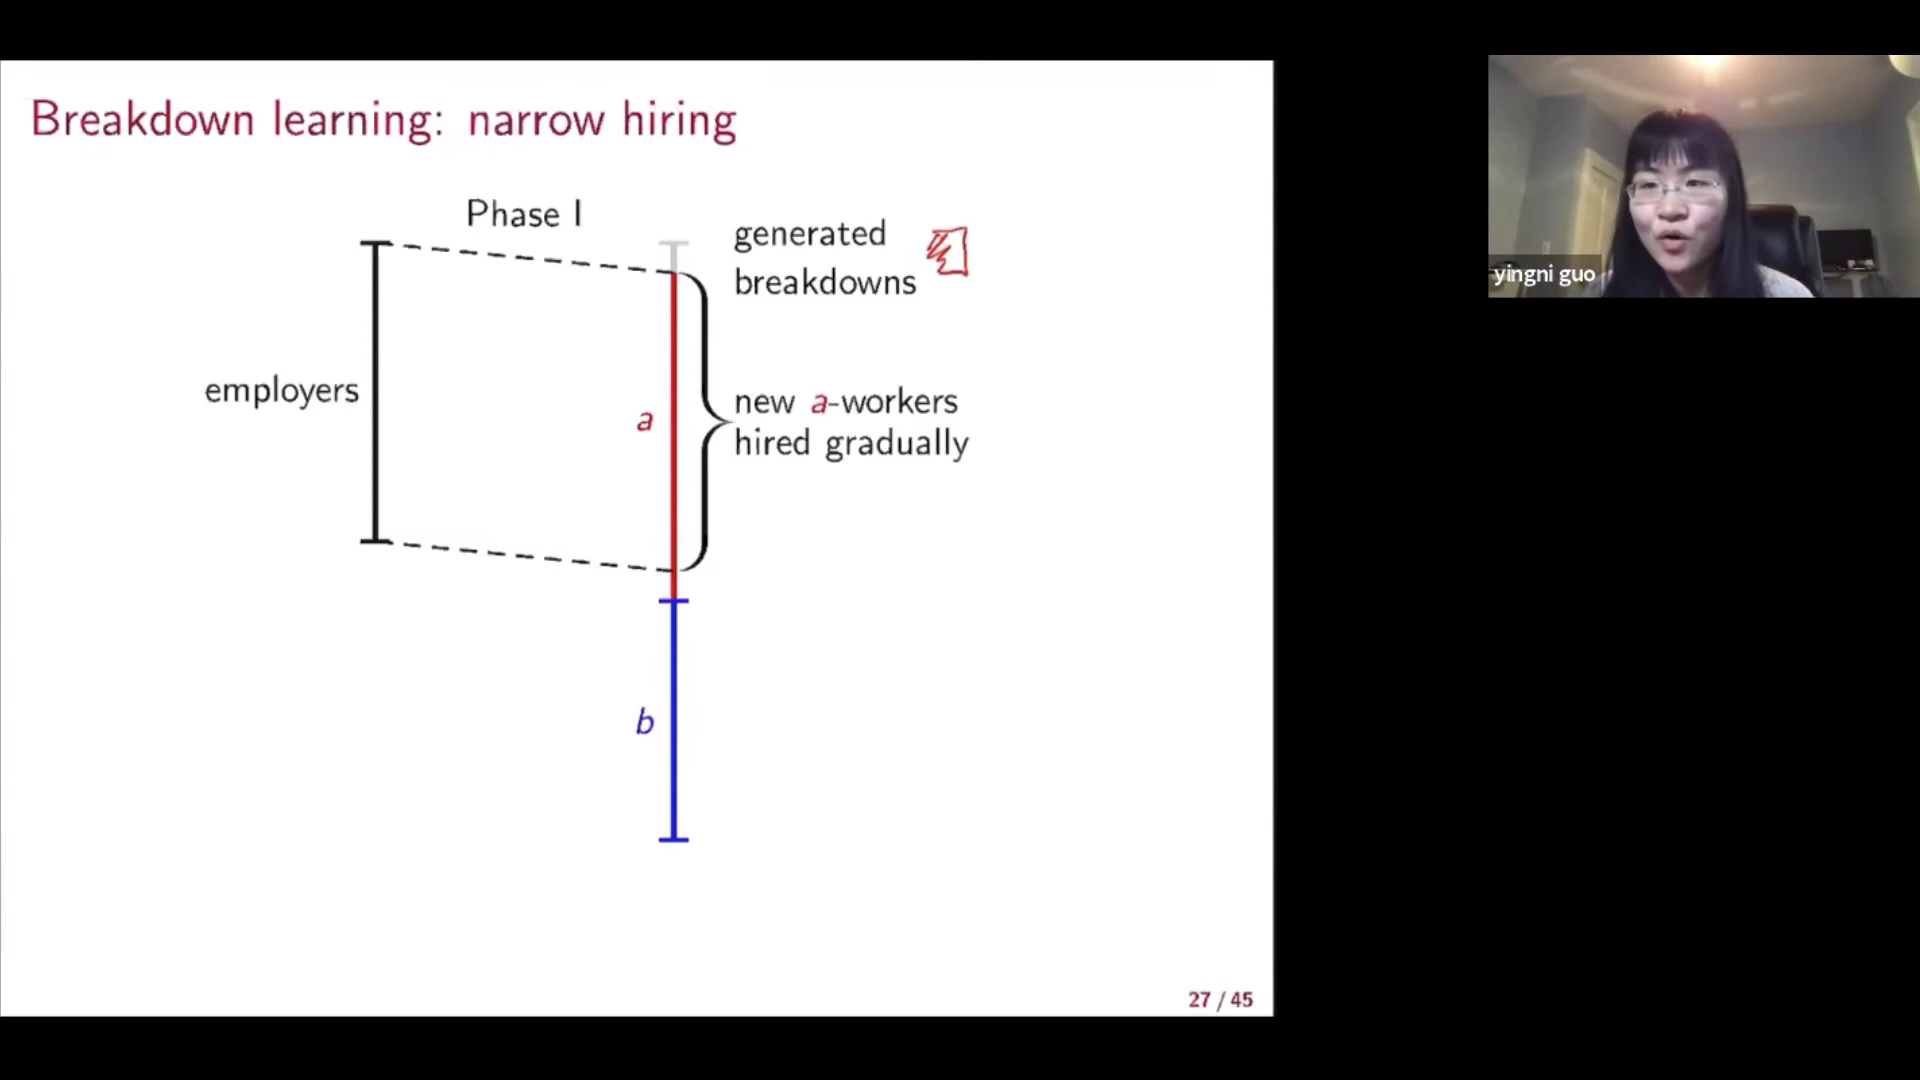 Breakdown learning: narrow hiring
Phase I
generated
breakdowns
employers
a
new a-workers
hired gradually
b
27 / 45
yingni guo